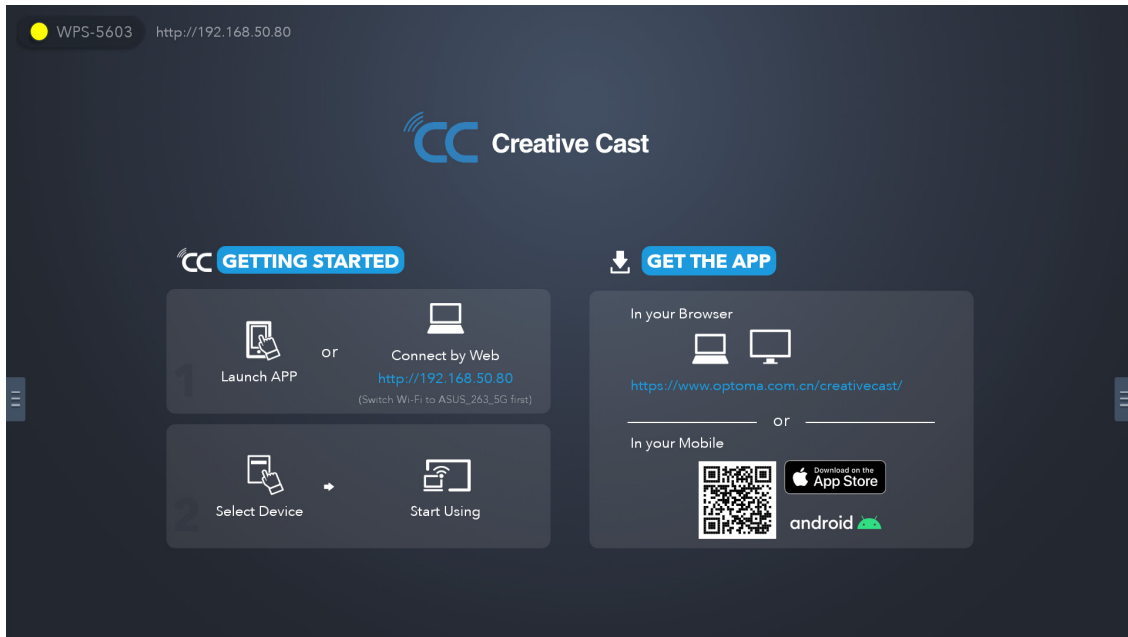 WPS-5603 http://192.168.50.80
CC Creative Cast
CC GETTING STARTED
1
Launch APP
or
Connect by Web
http://192.168.50.80
(Switch Wi-Fi to ASUS_263_5G first)
2
Select Device
Start Using
GET THE APP
In your Browser
https://www.optoma.com.cn/creativecast/
or
In your Mobile
Download on the
App Store
android